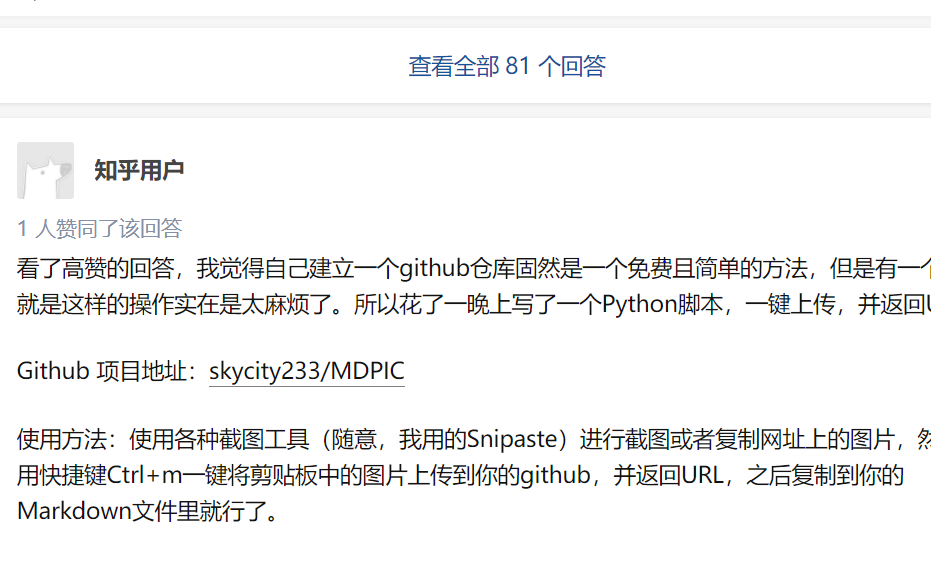 查看全部 81 个回答
知乎用户
1 人赞同了该回答
看了高赞的回答，我觉得自己建立一个github仓库固然是一个免费且简单的方法，但是有一个
就是这样的操作实在是太麻烦了。所以花了一晚上写了一个Python脚本，一键上传，并返回U
Github 项目地址：skycity233/MDPIC
使用方法：使用各种截图工具（随意，我用的Snipaste）进行截图或者复制网址上的图片，然
用快捷键Ctrl+m一键将剪贴板中的图片上传到你的github，并返回URL，之后复制到你的
Markdown文件里就行了。